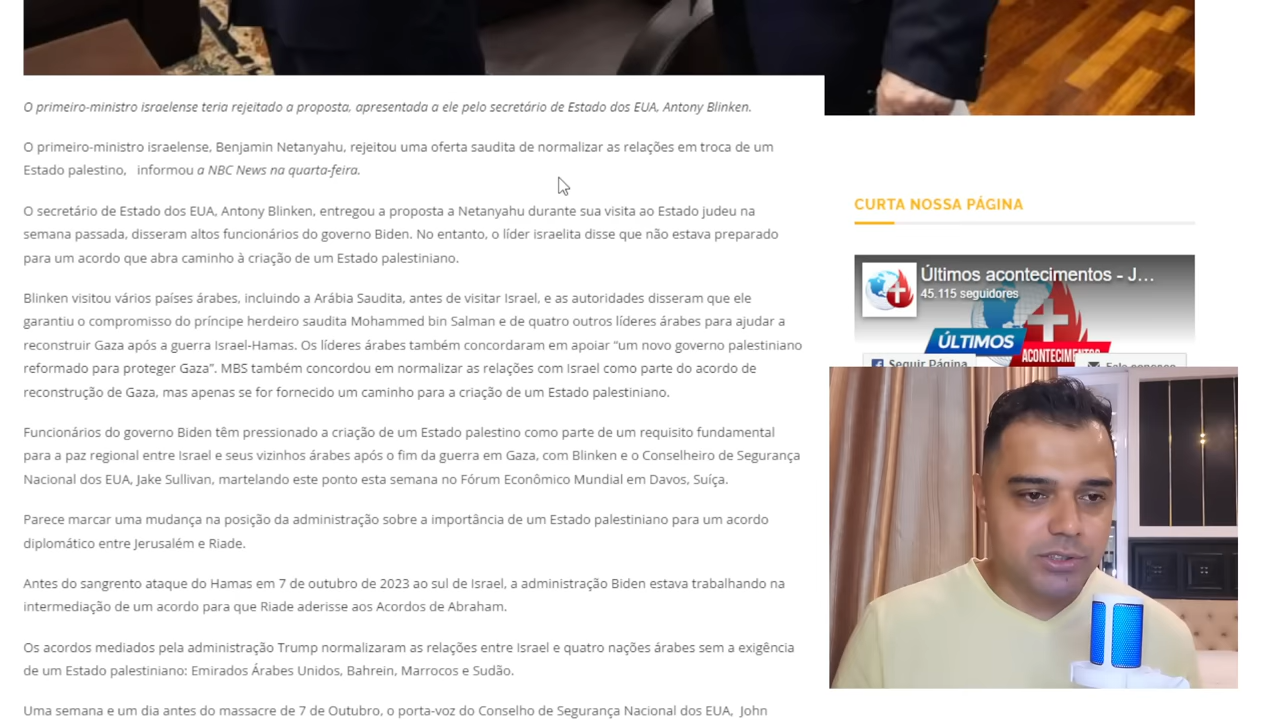 O primeiro-ministro israelense teria rejeitado a proposta, apresentada a ele pelo secretário de Estado dos EUA, Antony Blinken.
O primeiro-ministro israelense, Benjamin Netanyahu, rejeitou uma oferta saudita de normalizar as relações em troca de um
Estado palestino,   informou a NBC News na quarta-feira.
O secretário de Estado dos EUA, Antony Blinken, entregou a proposta a Netanyahu durante sua visita ao Estado judeu na
semana passada, disseram altos funcionários do governo Biden. No entanto, o líder israelita disse que não estava preparado
para um acordo que abra caminho à criação de um Estado palestiniano.
Blinken visitou vários países árabes, incluindo a Arábia Saudita, antes de visitar Israel, e as autoridades disseram que ele
garantiu o compromisso do príncipe herdeiro saudita Mohammed bin Salman e de quatro outros líderes árabes para ajudar a
reconstruir Gaza após a guerra Israel-Hamas. Os líderes árabes também concordaram em apoiar “um novo governo palestiniano
reformado para proteger Gaza”. MBS também concordou em normalizar as relações com Israel como parte do acordo de
reconstrução de Gaza, mas apenas se for fornecido um caminho para a criação de um Estado palestiniano.
Funcionários do governo Biden têm pressionado a criação de um Estado palestino como parte de um requisito fundamental
para a paz regional entre Israel e seus vizinhos árabes após o fim da guerra em Gaza, com Blinken e o Conselheiro de Segurança
Nacional dos EUA, Jake Sullivan, martelando este ponto esta semana no Fórum Econômico Mundial em Davos, Suíça.
Parece marcar uma mudança na posição da administração sobre a importância de um Estado palestiniano para um acordo
diplomático entre Jerusalém e Riade.
Antes do sangrento ataque do Hamas em 7 de outubro de 2023 ao sul de Israel, a administração Biden estava trabalhando na
intermediação de um acordo para que Riade aderisse aos Acordos de Abraham.
Os acordos mediados pela administração Trump normalizaram as relações entre Israel e quatro nações árabes sem a exigência
de um Estado palestiniano: Emirados Árabes Unidos, Bahrein, Marrocos e Sudão.
Uma semana e um dia antes do massacre de 7 de Outubro, o porta-voz do Conselho de Segurança Nacional dos EUA,  John
CURTA NOSSA PÁGINA
Últimos acontecimentos - J...
45.115 seguidores
ÚLTIMOS
ACONTECIMENTOS
Seguir Página
Fale conosco